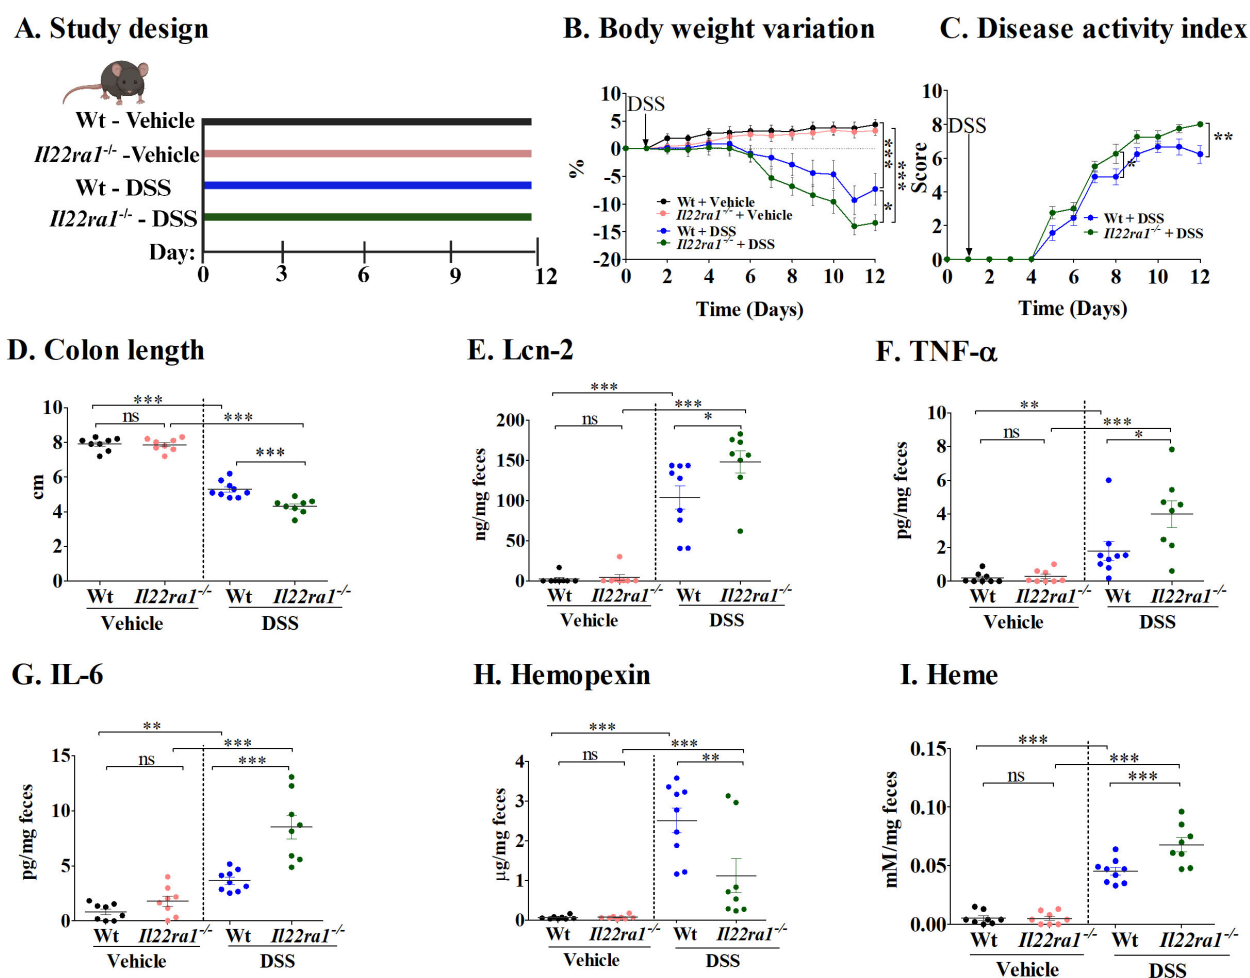 A. Study design
Wt - Vehicle
Il22ra1-/- -Vehicle
Wt - DSS
Il22ra1-/- - DSS
Day:
0 3 6 9 12
B. Body weight variation
10
5
0
-5
-10
-15
-20
%
DSS
Wt + Vehicle
Il22ra1-/- + Vehicle
Wt + DSS
Il22ra1-/- + DSS
***
***
*
0 2 4 6 8 10 12
Time (Days)
C. Disease activity index
10
8
6
4
2
0
Score
DSS
*
**
Wt + DSS
Il22ra1-/- + DSS
0 2 4 6 8 10 12
Time (Days)
D. Colon length
***
ns ***
***
10
8
6
4
2
0
cm
Wt Il22ra1-/- Wt Il22ra1-/-
Vehicle DSS
E. Lcn-2
***
***
ns *
200
150
100
50
0
ng/mg feces
Wt Il22ra1-/- Wt Il22ra1-/-
Vehicle DSS
F. TNF-α
**
***
ns *
10
8
6
4
2
0
pg/mg feces
Wt Il22ra1-/- Wt Il22ra1-/-
Vehicle DSS
G. IL-6
**
***
ns ***
15
10
5
0
pg/mg feces
Wt Il22ra1-/- Wt Il22ra1-/-
Vehicle DSS
H. Hemopexin
***
***
ns **
4
3
2
1
0
µg/mg feces
Wt Il22ra1-/- Wt Il22ra1-/-
Vehicle DSS
I. Heme
***
***
ns ***
0.15
0.10
0.05
0.00
mM/mg feces
Wt Il22ra1-/- Wt Il22ra1-/-
Vehicle DSS